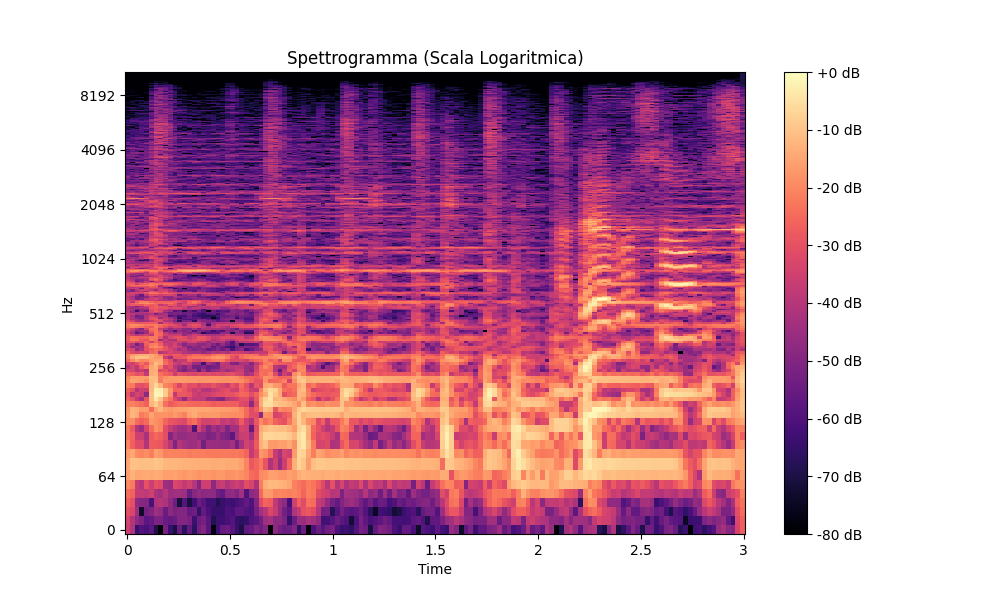 Spettrogramma (Scala Logaritmica)
Hz
8192
4096
2048
1024
512
256
128
64
0
0 0.5 1 1.5 2 2.5 3
Time
+0 dB
-10 dB
-20 dB
-30 dB
-40 dB
-50 dB
-60 dB
-70 dB
-80 dB